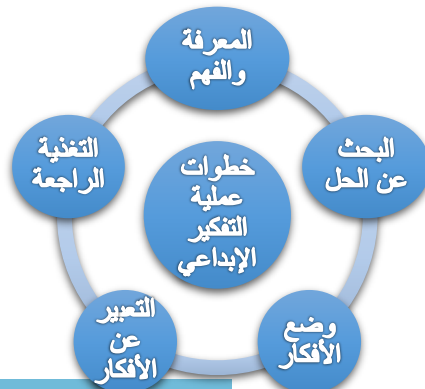 المعرفة
والفهم
البحث
عن الحل
وضع
الأفكار
التعبير
عن
الأفكار
التغذية
الراجعة
خطوات
عملية
التفكير
الإبداعي